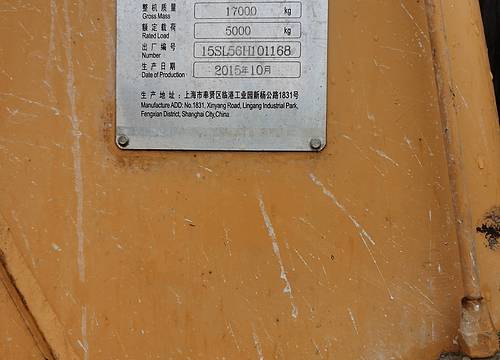 整机质量 17000 kg
Gross Mass
额定载荷 5000 kg
Rated Load
出厂编号 15SL56H101168
Number
生产日期 2015年10月
Date of Production
生产地址：上海市奉贤区临港工业园新杨公路1831号
Manufacture ADD: No.1831, Xinyang Road, Lingang Industrial Park,
Fengxian District, Shanghai City,China